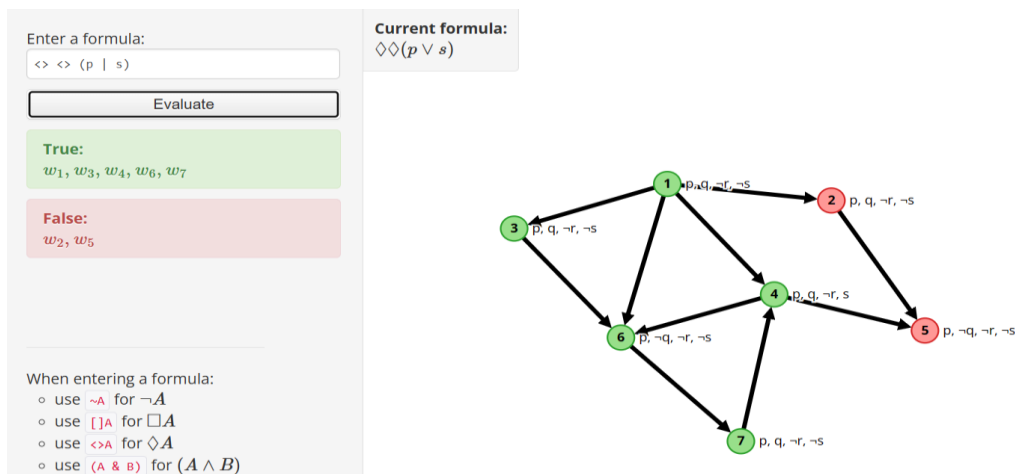 Enter a formula:
<> <> (p | s)
Evaluate
True:
w₁, w₃, w₄, w₆, w₇
False:
w₂, w₅
When entering a formula:
use ~A for ¬A
use []A for □A
use <>A for ◇A
use (A & B) for (A ∧ B)
Current formula:
◇◇(p ∨ s)
1 p, q, ¬r, ¬s
2 p, q, ¬r, ¬s
3 p, q, ¬r, ¬s
4 p, q, ¬r, s
5 p, ¬q, ¬r, ¬s
6 p, ¬q, ¬r, ¬s
7 p, q, ¬r, ¬s